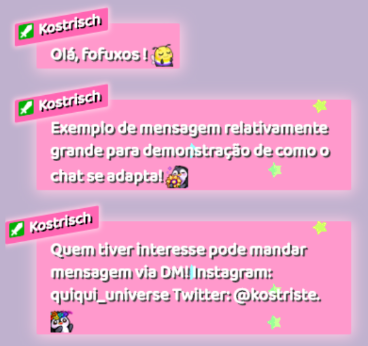 Kostrisch
Olá, fofuxos !
Kostrisch
Exemplo de mensagem relativamente
grande para demonstração de como o
chat se adapta!
Kostrisch
Quem tiver interesse pode mandar
mensagem via DM! Instagram:
quiqui_universe Twitter: @kostriste.